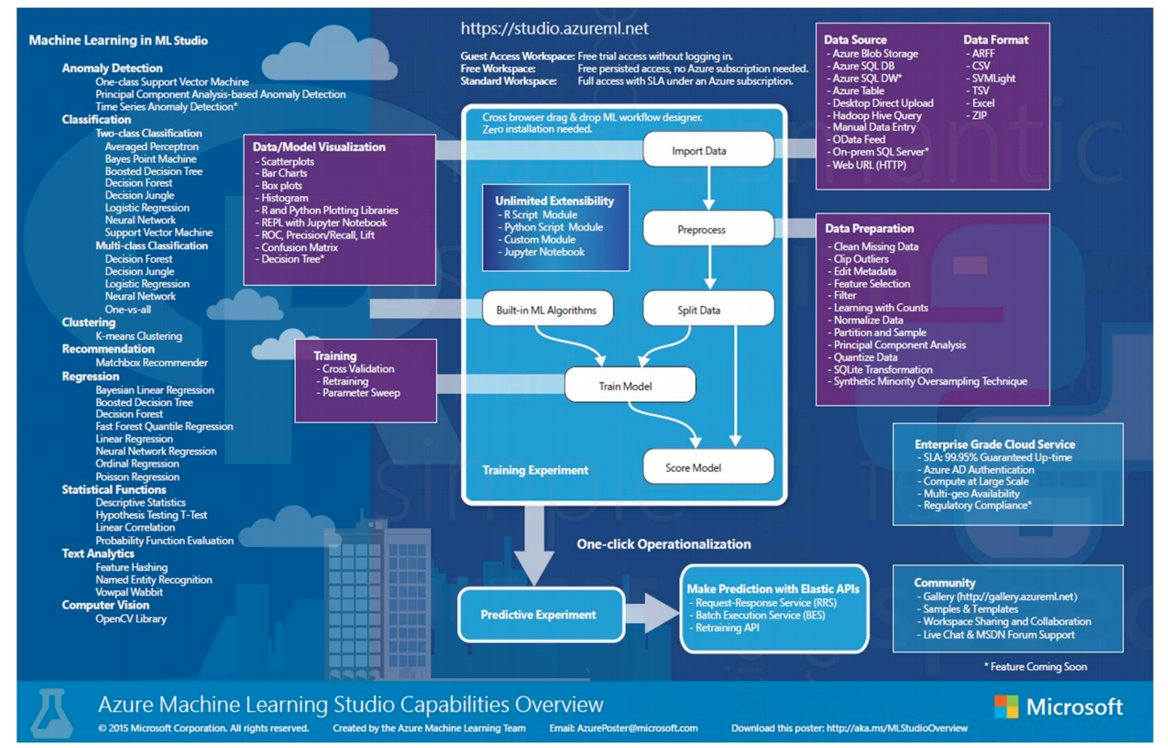 Machine Learning in ML Studio
Anomaly Detection
One-class Support Vector Machine
Principal Component Analysis-based Anomaly Detection
Time Series Anomaly Detection*
Classification
Two-class Classification
Averaged Perceptron
Bayes Point Machine
Boosted Decision Tree
Decision Forest
Decision Jungle
Logistic Regression
Neural Network
Support Vector Machine
Multi-class Classification
Decision Forest
Decision Jungle
Logistic Regression
Neural Network
One-vs-all
Clustering
K-means Clustering
Recommendation
Matchbox Recommender
Regression
Bayesian Linear Regression
Boosted Decision Tree
Decision Forest
Fast Forest Quantile Regression
Linear Regression
Neural Network Regression
Ordinal Regression
Poisson Regression
Statistical Functions
Descriptive Statistics
Hypothesis Testing T-Test
Linear Correlation
Probability Function Evaluation
Text Analytics
Feature Hashing
Named Entity Recognition
Vowpal Wabbit
Computer Vision
OpenCV Library
Data/Model Visualization
- Scatterplots
- Bar Charts
- Box plots
- Histogram
- R and Python Plotting Libraries
- REPL with Jupyter Notebook
- ROC, Precision/Recall, Lift
- Confusion Matrix
- Decision Tree*
Training
- Cross Validation
- Retraining
- Parameter Sweep
https://studio.azureml.net
Guest Access Workspace: Free trial access without logging in.
Free Workspace: Free persisted access, no Azure subscription needed.
Standard Workspace: Full access with SLA under an Azure subscription.
Cross browser drag & drop ML workflow designer.
Zero installation needed.
Import Data
Unlimited Extensibility
- R Script Module
- Python Script Module
- Custom Module
- Jupyter Notebook
Preprocess
Built-in ML Algorithms
Split Data
Train Model
Score Model
Training Experiment
One-click Operationalization
Predictive Experiment
Make Prediction with Elastic APIs
- Request-Response Service (RRS)
- Batch Execution Service (BES)
- Retraining API
Data Source
- Azure Blob Storage
- Azure SQL DB
- Azure SQL DW*
- Azure Table
- Desktop Direct Upload
- Hadoop Hive Query
- Manual Data Entry
- OData Feed
- On-prem SQL Server*
- Web URL (HTTP)
Data Format
- ARFF
- CSV
- SVMLight
- TSV
- Excel
- ZIP
Data Preparation
- Clean Missing Data
- Clip Outliers
- Edit Metadata
- Feature Selection
- Filter
- Learning with Counts
- Normalize Data
- Partition and Sample
- Principal Component Analysis
- Quantize Data
- SQLite Transformation
- Synthetic Minority Oversampling Technique
Enterprise Grade Cloud Service
- SLA: 99.95% Guaranteed Up-time
- Azure AD Authentication
- Compute at Large Scale
- Multi-geo Availability
- Regulatory Compliance*
Community
- Gallery (http://gallery.azureml.net)
- Samples & Templates
- Workspace Sharing and Collaboration
- Live Chat & MSDN Forum Support
* Feature Coming Soon
Azure Machine Learning Studio Capabilities Overview
© 2015 Microsoft Corporation. All rights reserved. Created by the Azure Machine Learning Team Email: AzurePoster@microsoft.com Download this poster: http://aka.ms/MLStudioOverview
Microsoft